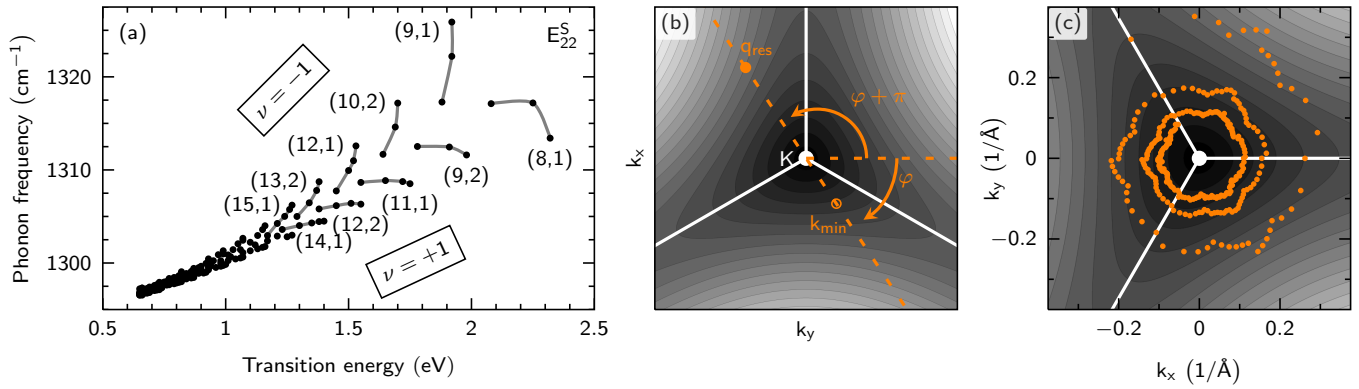 (a)
E₂₂ˢ
Phonon frequency (cm⁻¹)
1320
1310
1300
ν = −1
(9,1)
(10,2)
(12,1)
(13,2)
(15,1)
(8,1)
(9,2)
(11,1)
(12,2)
(14,1)
ν = +1
0.5 1 1.5 2 2.5
Transition energy (eV)
(b)
q_res
φ + π
K
φ
k_min
k_x
k_y
(c)
0.2
0
−0.2
k_y (1/Å)
−0.2 0 0.2
k_x (1/Å)